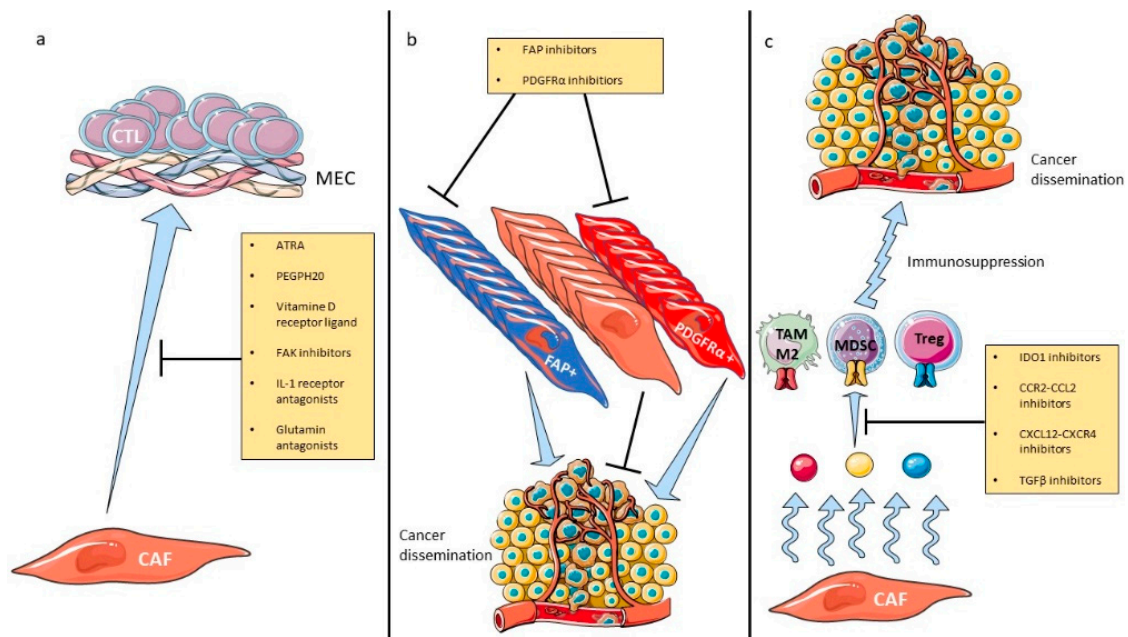 a
CTL
MEC
• ATRA
• PEGPH20
• Vitamine D
receptor ligand
• FAK inhibitors
• IL-1 receptor
antagonists
• Glutamin
antagonists
CAF
b
• FAP inhibitors
• PDGFRα inhibitiors
FAP+
PDGFRα +
Cancer
dissemination
c
Cancer
dissemination
Immunosuppression
TAM
M2
MDSC
Treg
• IDO1 inhibitors
• CCR2-CCL2
inhibitors
• CXCL12-CXCR4
inhibitors
• TGFβ inhibitors
CAF